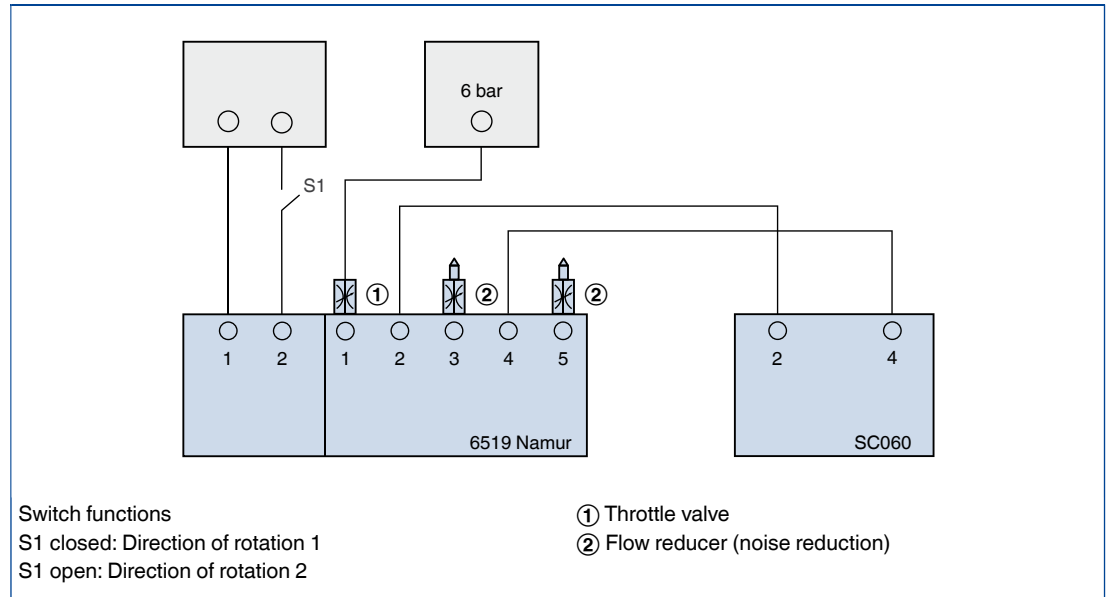 6 bar
S1
① ② ②
1 2 1 2 3 4 5 2 4
6519 Namur SC060
Switch functions
S1 closed: Direction of rotation 1
S1 open: Direction of rotation 2
① Throttle valve
② Flow reducer (noise reduction)